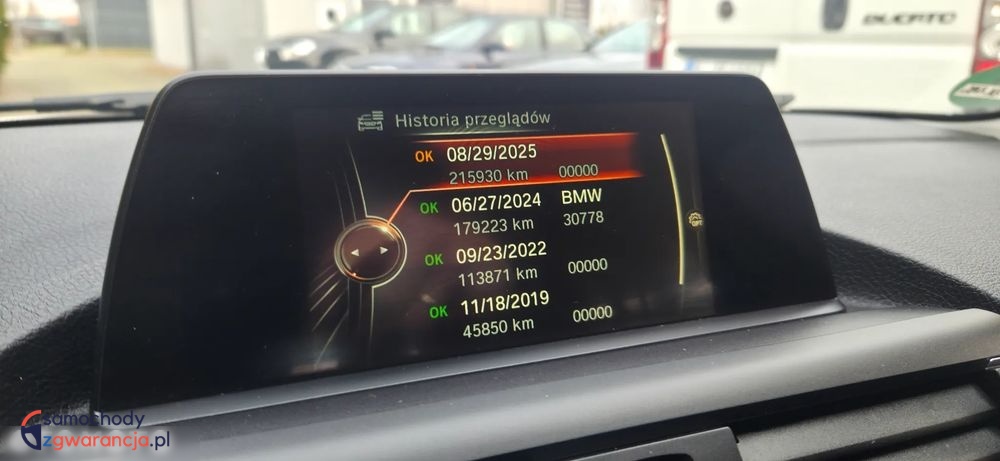 DUCATO
Historia przeglądów
OK 08/29/2025
215930 km 00000
OK 06/27/2024 BMW
179223 km 30778
OK 09/23/2022
113871 km 00000
OK 11/18/2019
45850 km 00000
samochody
zgwarancja.pl